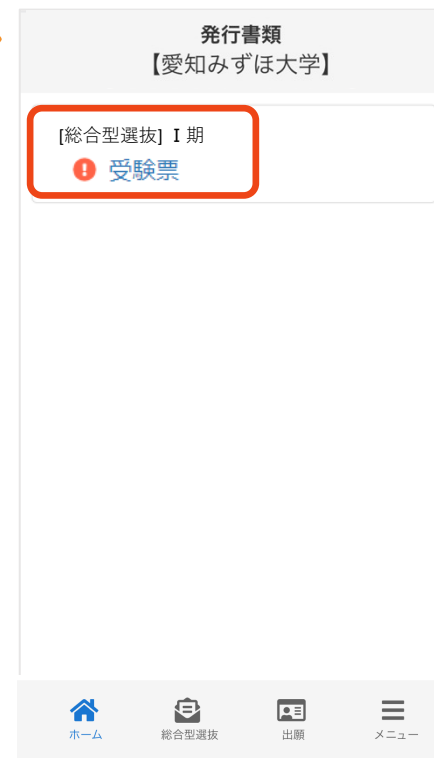 発行書類
【愛知みずほ大学】
[総合型選抜] Ⅰ期
受験票
ホーム
総合型選抜
出願
メニュー